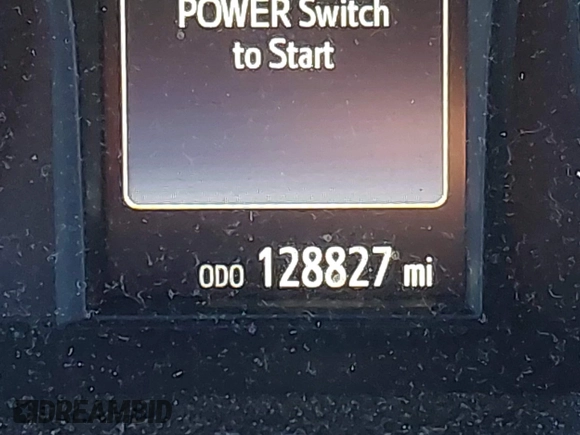 POWER Switch
to Start
ODO 128827 mi
DREAMBID